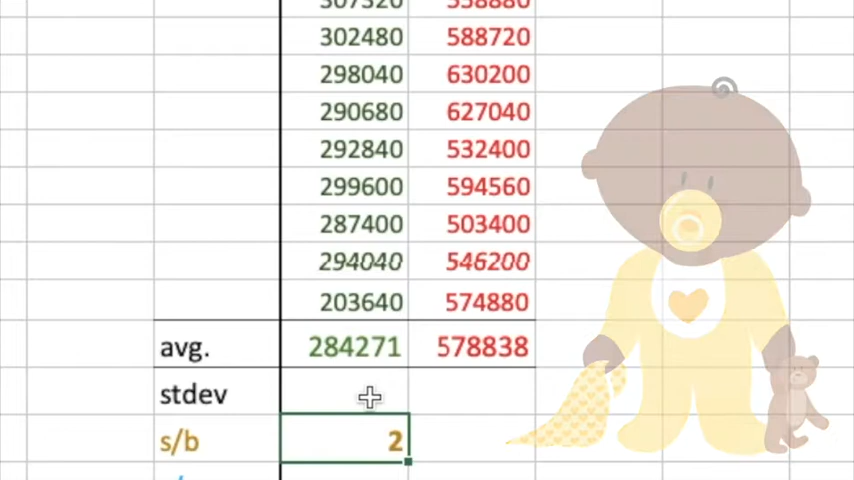 302480 588720
298040 630200
290680 627040
292840 532400
299600 594560
287400 503400
294040 546200
203640 574880
avg. 284271 578838
stdev
s/b 2